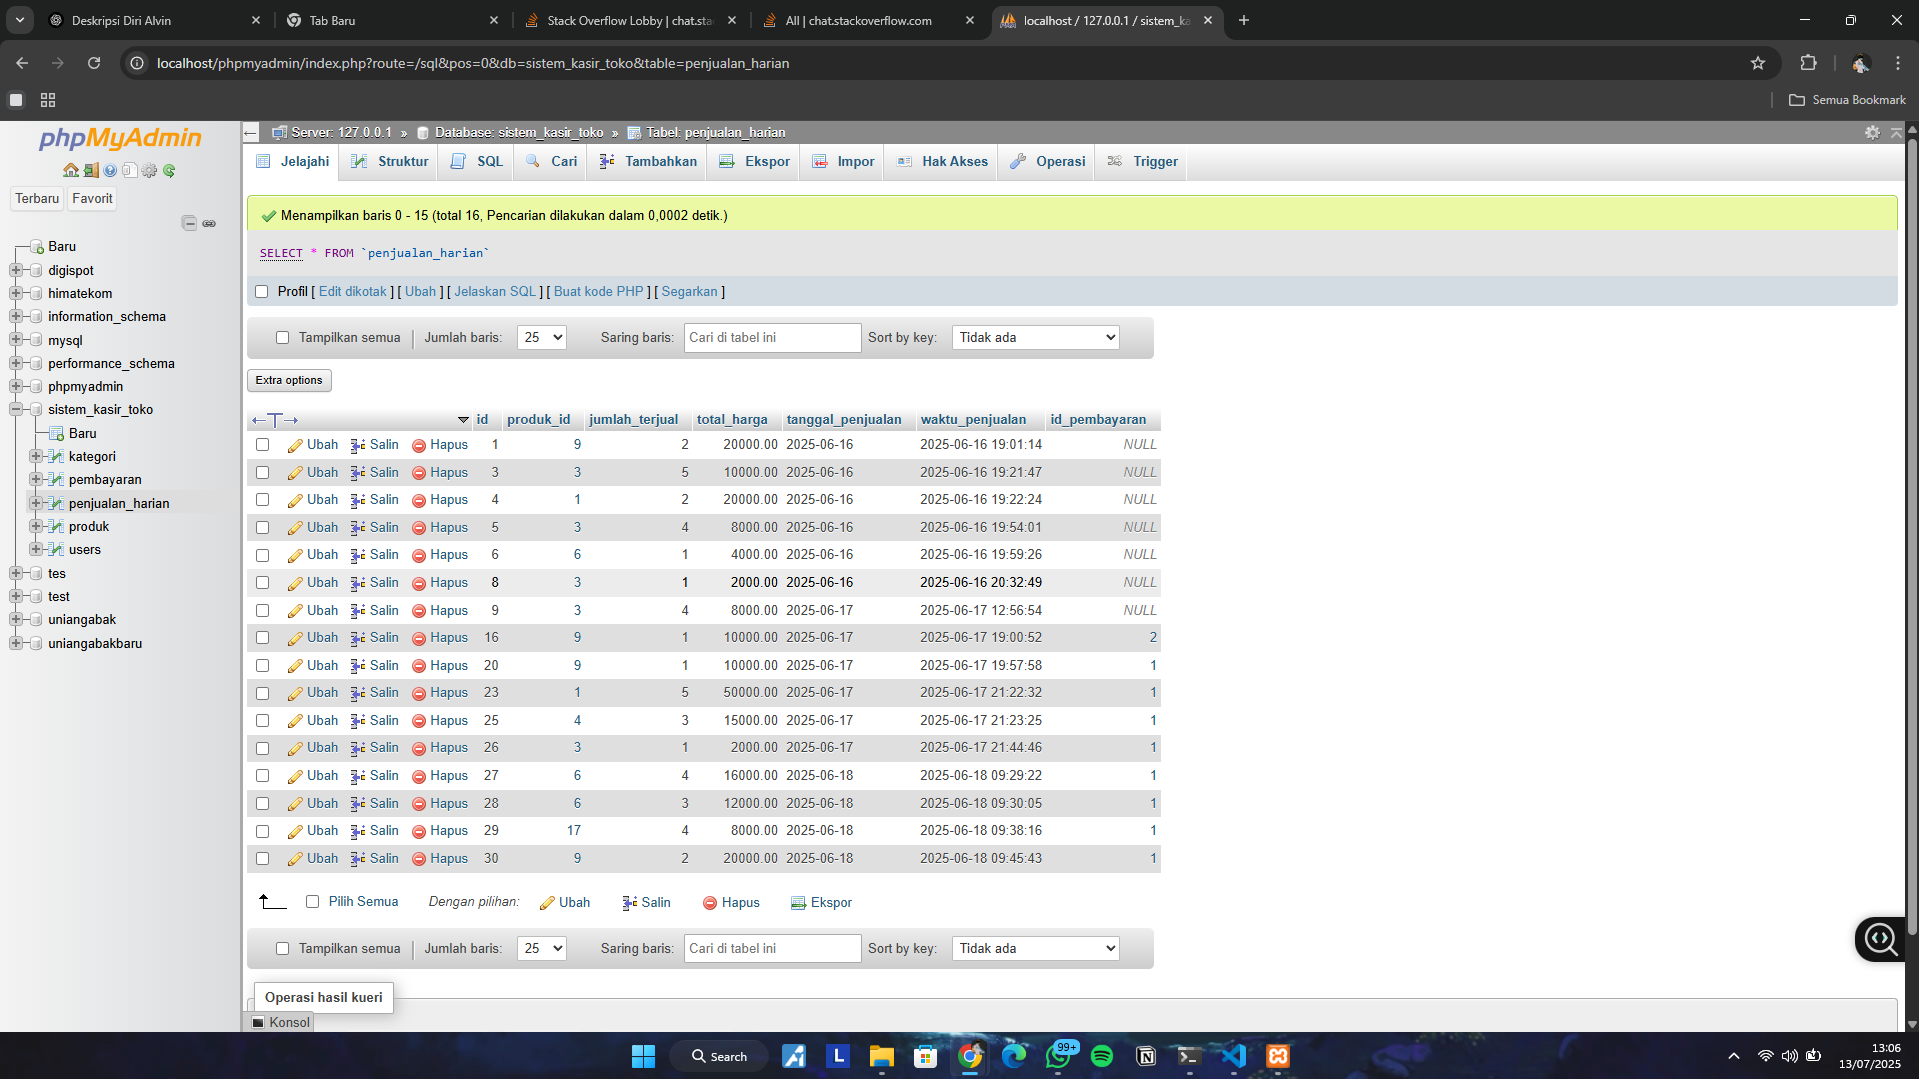 Deskripsi Diri Alvin
Tab Baru
Stack Overflow Lobby | chat.sta
All | chat.stackoverflow.com
localhost / 127.0.0.1 / sistem_ka
localhost/phpmyadmin/index.php?route=/sql&pos=0&db=sistem_kasir_toko&table=penjualan_harian
Semua Bookmark
phpMyAdmin
Terbaru Favorit
Baru
digispot
himatekom
information_schema
mysql
performance_schema
phpmyadmin
sistem_kasir_toko
Baru
kategori
pembayaran
penjualan_harian
produk
users
tes
test
uniangabak
uniangabakbaru
Server: 127.0.0.1 » Database: sistem_kasir_toko » Tabel: penjualan_harian
Jelajahi Struktur SQL Cari Tambahkan Ekspor Impor Hak Akses Operasi Trigger
Menampilkan baris 0 - 15 (total 16, Pencarian dilakukan dalam 0,0002 detik.)
SELECT * FROM `penjualan_harian`
Profil [ Edit dikotak ] [ Ubah ] [ Jelaskan SQL ] [ Buat kode PHP ] [ Segarkan ]
Tampilkan semua Jumlah baris: 25 Saring baris: Cari di tabel ini Sort by key: Tidak ada
Extra options
id produk_id jumlah_terjual total_harga tanggal_penjualan waktu_penjualan id_pembayaran
Ubah Salin Hapus 1 9 2 20000.00 2025-06-16 2025-06-16 19:01:14 NULL
Ubah Salin Hapus 3 3 5 10000.00 2025-06-16 2025-06-16 19:21:47 NULL
Ubah Salin Hapus 4 1 2 20000.00 2025-06-16 2025-06-16 19:22:24 NULL
Ubah Salin Hapus 5 3 4 8000.00 2025-06-16 2025-06-16 19:54:01 NULL
Ubah Salin Hapus 6 6 1 4000.00 2025-06-16 2025-06-16 19:59:26 NULL
Ubah Salin Hapus 8 3 1 2000.00 2025-06-16 2025-06-16 20:32:49 NULL
Ubah Salin Hapus 9 3 4 8000.00 2025-06-17 2025-06-17 12:56:54 NULL
Ubah Salin Hapus 16 9 1 10000.00 2025-06-17 2025-06-17 19:00:52 2
Ubah Salin Hapus 20 9 1 10000.00 2025-06-17 2025-06-17 19:57:58 1
Ubah Salin Hapus 23 1 5 50000.00 2025-06-17 2025-06-17 21:22:32 1
Ubah Salin Hapus 25 4 3 15000.00 2025-06-17 2025-06-17 21:23:25 1
Ubah Salin Hapus 26 3 1 2000.00 2025-06-17 2025-06-17 21:44:46 1
Ubah Salin Hapus 27 6 4 16000.00 2025-06-18 2025-06-18 09:29:22 1
Ubah Salin Hapus 28 6 3 12000.00 2025-06-18 2025-06-18 09:30:05 1
Ubah Salin Hapus 29 17 4 8000.00 2025-06-18 2025-06-18 09:38:16 1
Ubah Salin Hapus 30 9 2 20000.00 2025-06-18 2025-06-18 09:45:43 1
Pilih Semua Dengan pilihan: Ubah Salin Hapus Ekspor
Tampilkan semua Jumlah baris: 25 Saring baris: Cari di tabel ini Sort by key: Tidak ada
Operasi hasil kueri
Konsol
Search
L
99+
13:06
13/07/2025